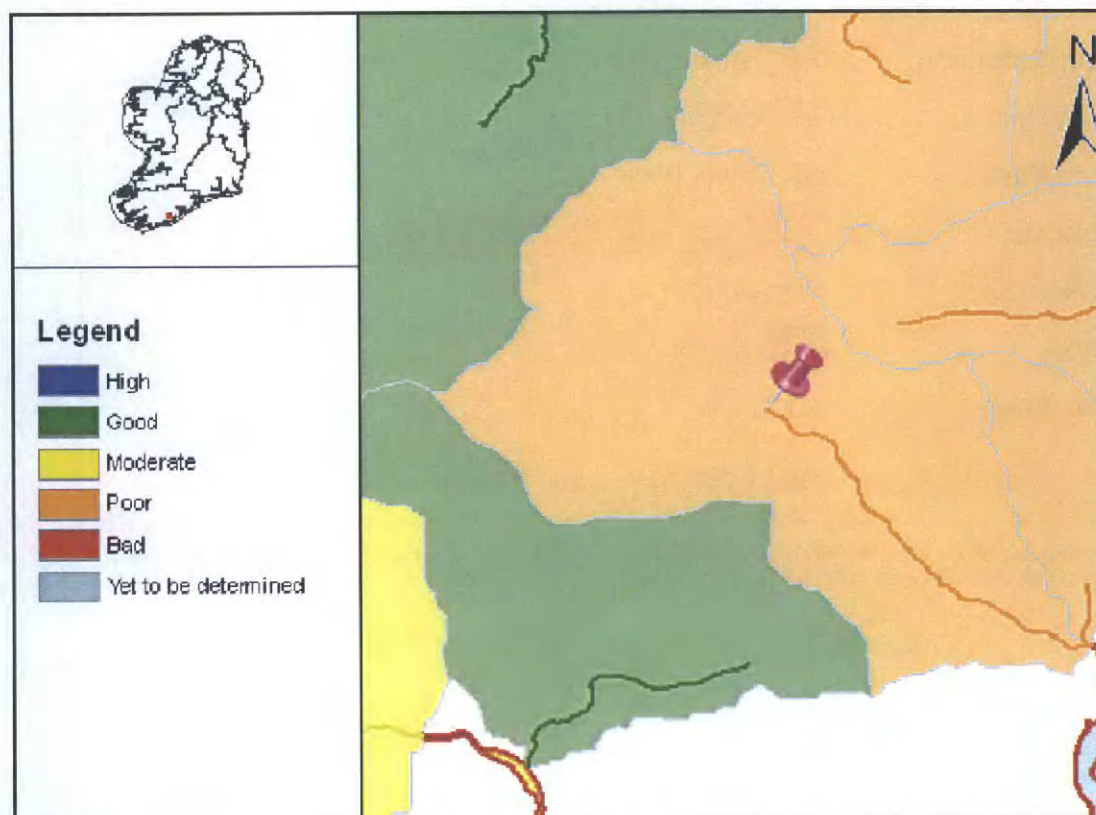 N
Legend
High
Good
Moderate
Poor
Bad
Yet to be determined